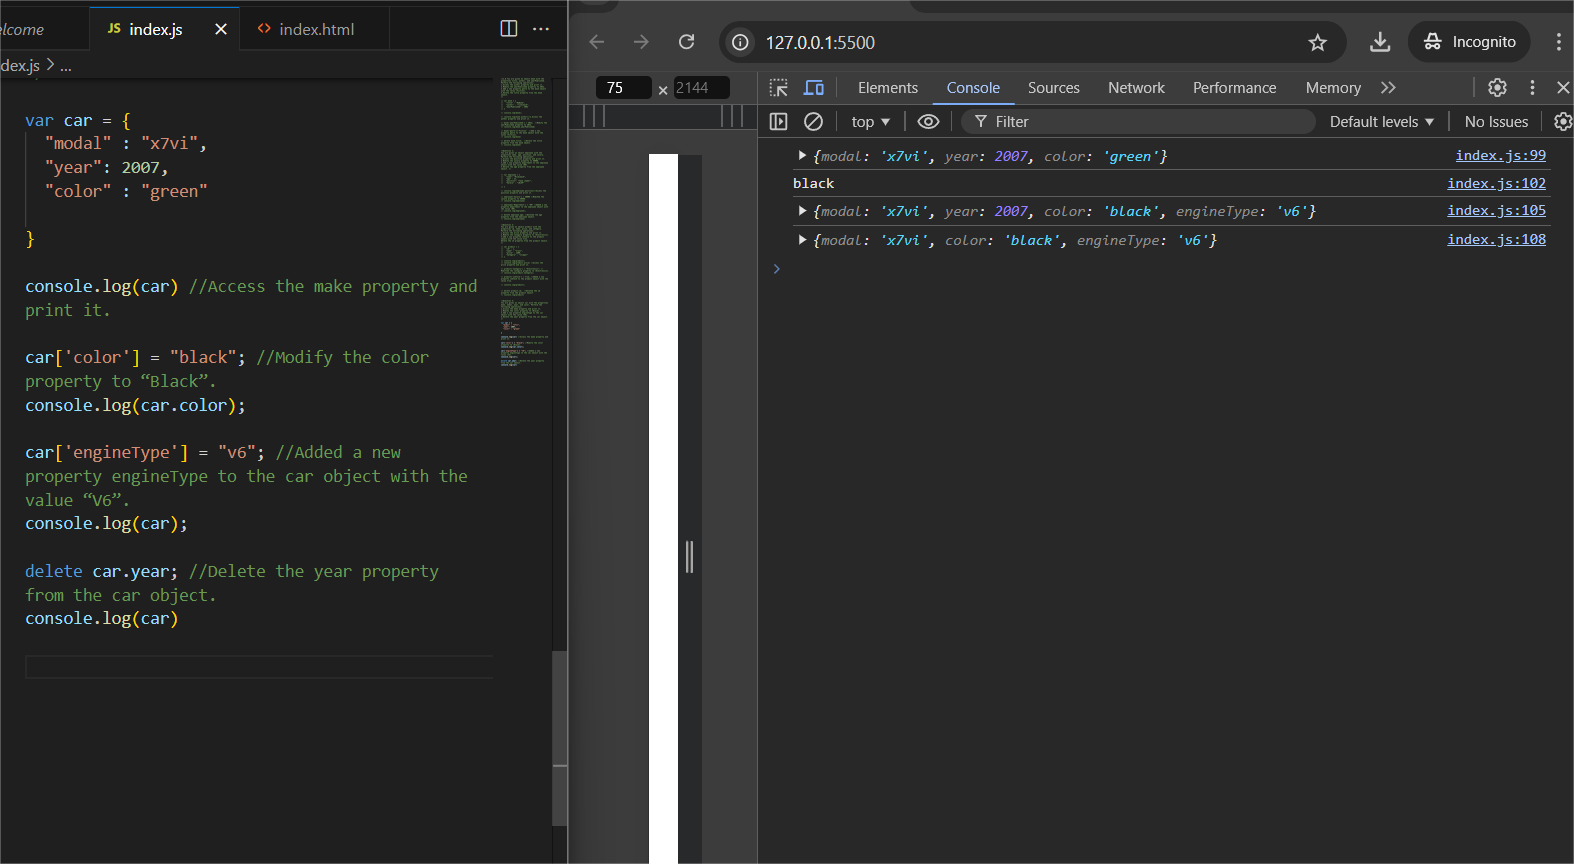 elcome
JS index.js
index.html
dex.js > ...
var car = {
"modal" : "x7vi",
"year": 2007,
"color" : "green"
}
console.log(car) //Access the make property and
print it.
car['color'] = "black"; //Modify the color
property to “Black”.
console.log(car.color);
car['engineType'] = "v6"; //Added a new
property engineType to the car object with the
value “V6”.
console.log(car);
delete car.year; //Delete the year property
from the car object.
console.log(car)
127.0.0.1:5500
Incognito
75 × 2144
Elements Console Sources Network Performance Memory
top
Filter
Default levels
No Issues
{modal: 'x7vi', year: 2007, color: 'green'} index.js:99
black index.js:102
{modal: 'x7vi', year: 2007, color: 'black', engineType: 'v6'} index.js:105
{modal: 'x7vi', color: 'black', engineType: 'v6'} index.js:108